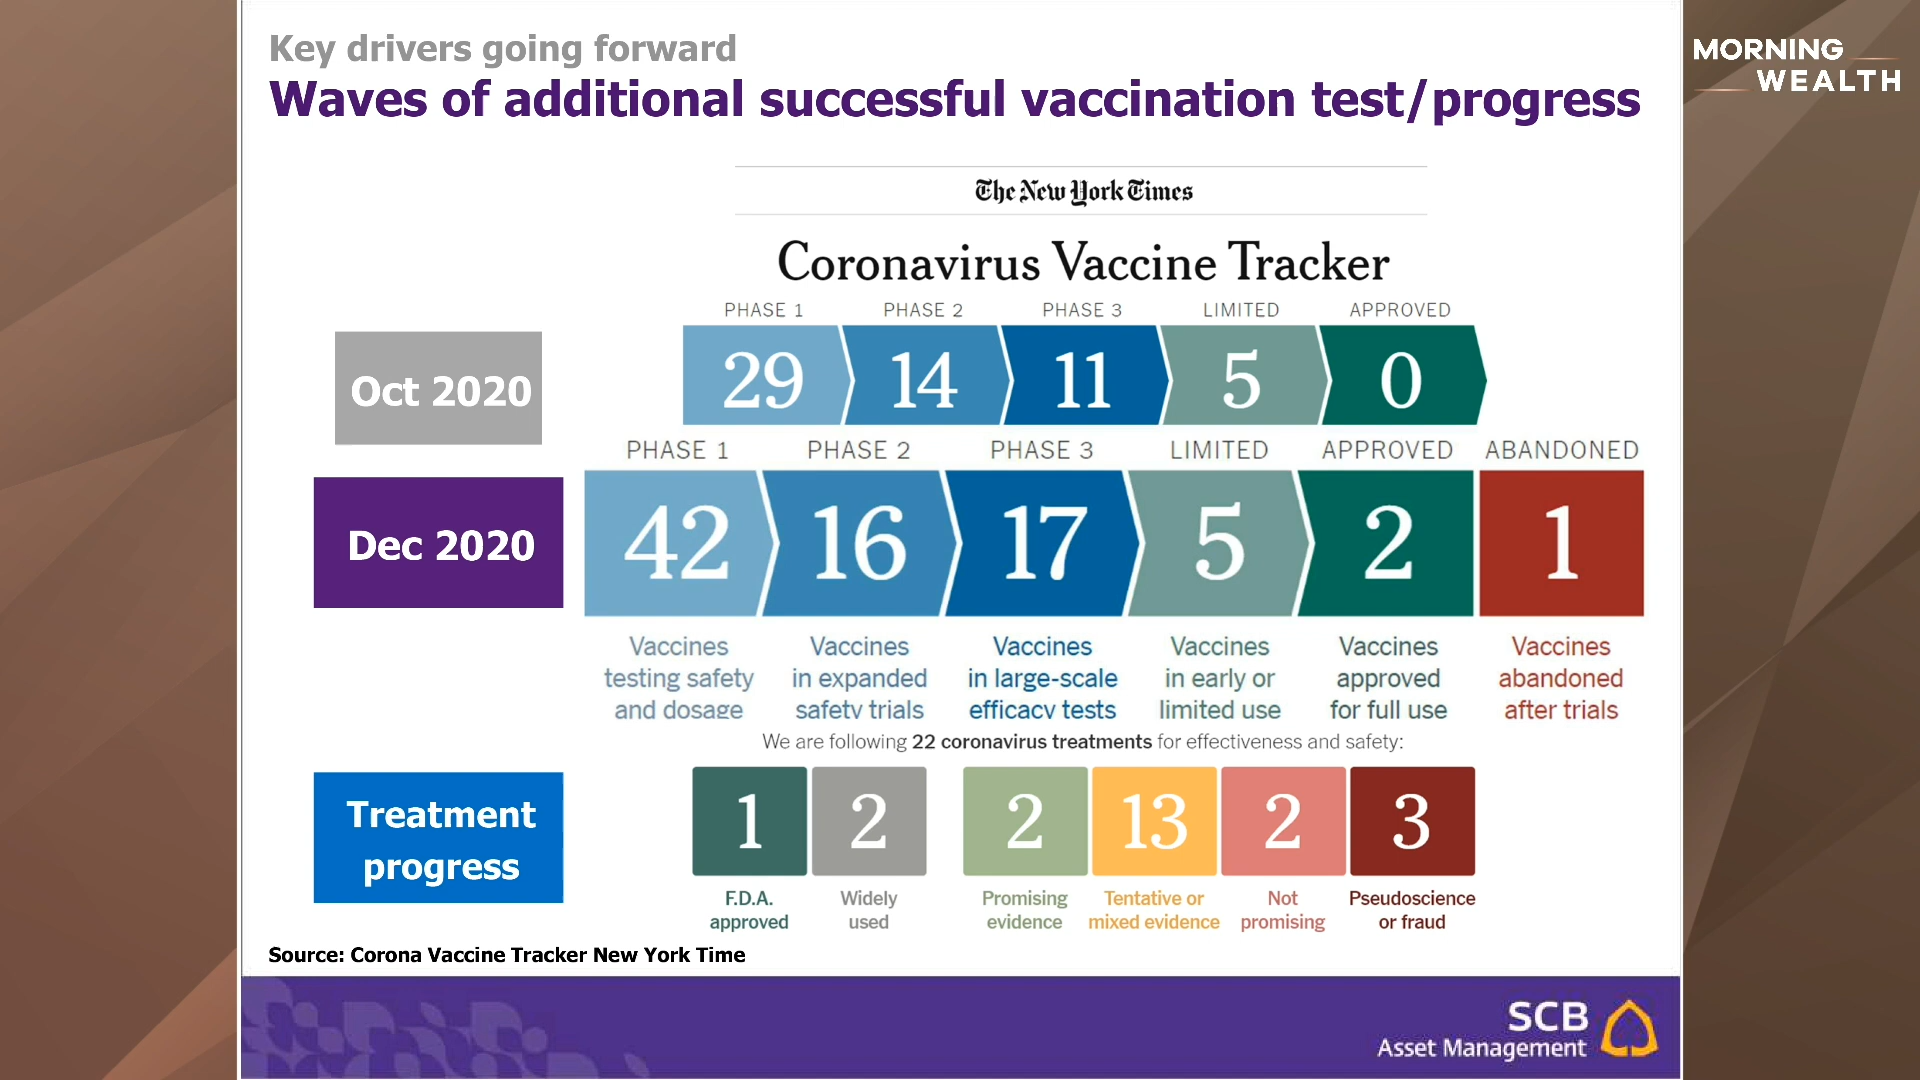 Key drivers going forward
Waves of additional successful vaccination test/progress
MORNING
WEALTH
The New York Times
Coronavirus Vaccine Tracker
PHASE 1 PHASE 2 PHASE 3 LIMITED APPROVED
Oct 2020 29 14 11 5 0
PHASE 1 PHASE 2 PHASE 3 LIMITED APPROVED ABANDONED
Dec 2020 42 16 17 5 2 1
Vaccines Vaccines Vaccines Vaccines Vaccines Vaccines
testing safety in expanded in large-scale in early or approved abandoned
and dosage safety trials efficacy tests limited use for full use after trials
We are following 22 coronavirus treatments for effectiveness and safety:
Treatment
progress
1 2 2 13 2 3
F.D.A. Widely Promising Tentative or Not Pseudoscience
approved used evidence mixed evidence promising or fraud
Source: Corona Vaccine Tracker New York Time
SCB
Asset Management